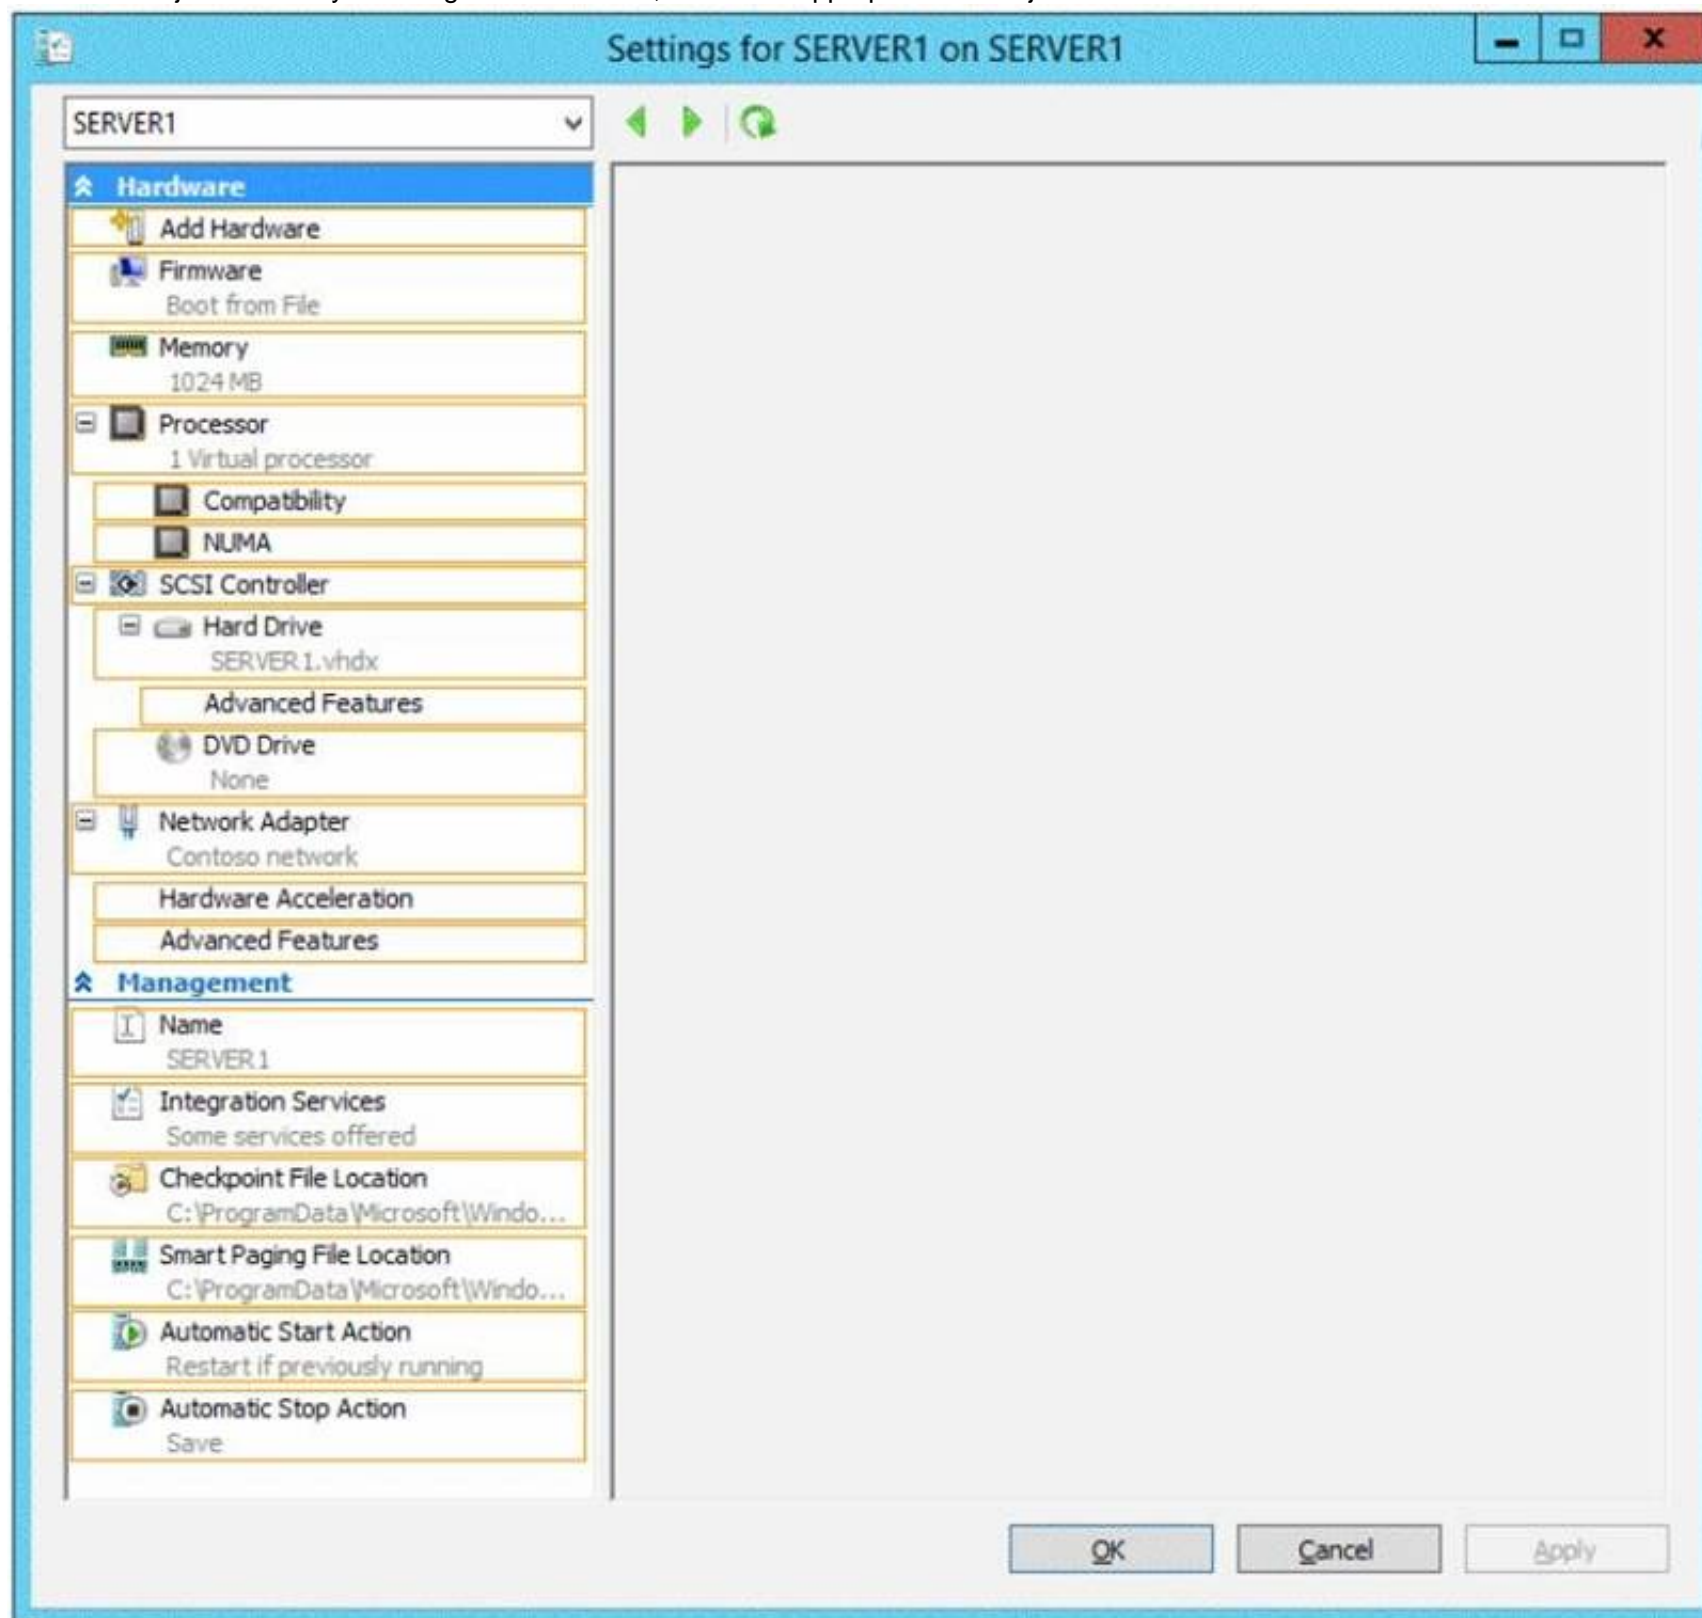 Settings for SERVER1 on SERVER1
SERVER1
Hardware
Add Hardware
Firmware
Boot from File
Memory
1024 MB
Processor
1 Virtual processor
Compatibility
NUMA
SCSI Controller
Hard Drive
SERVER1.vhdx
Advanced Features
DVD Drive
None
Network Adapter
Contoso network
Hardware Acceleration
Advanced Features
Management
Name
SERVER1
Integration Services
Some services offered
Checkpoint File Location
C:\ProgramData\Microsoft\Windo...
Smart Paging File Location
C:\ProgramData\Microsoft\Windo...
Automatic Start Action
Restart if previously running
Automatic Stop Action
Save
OK Cancel Apply